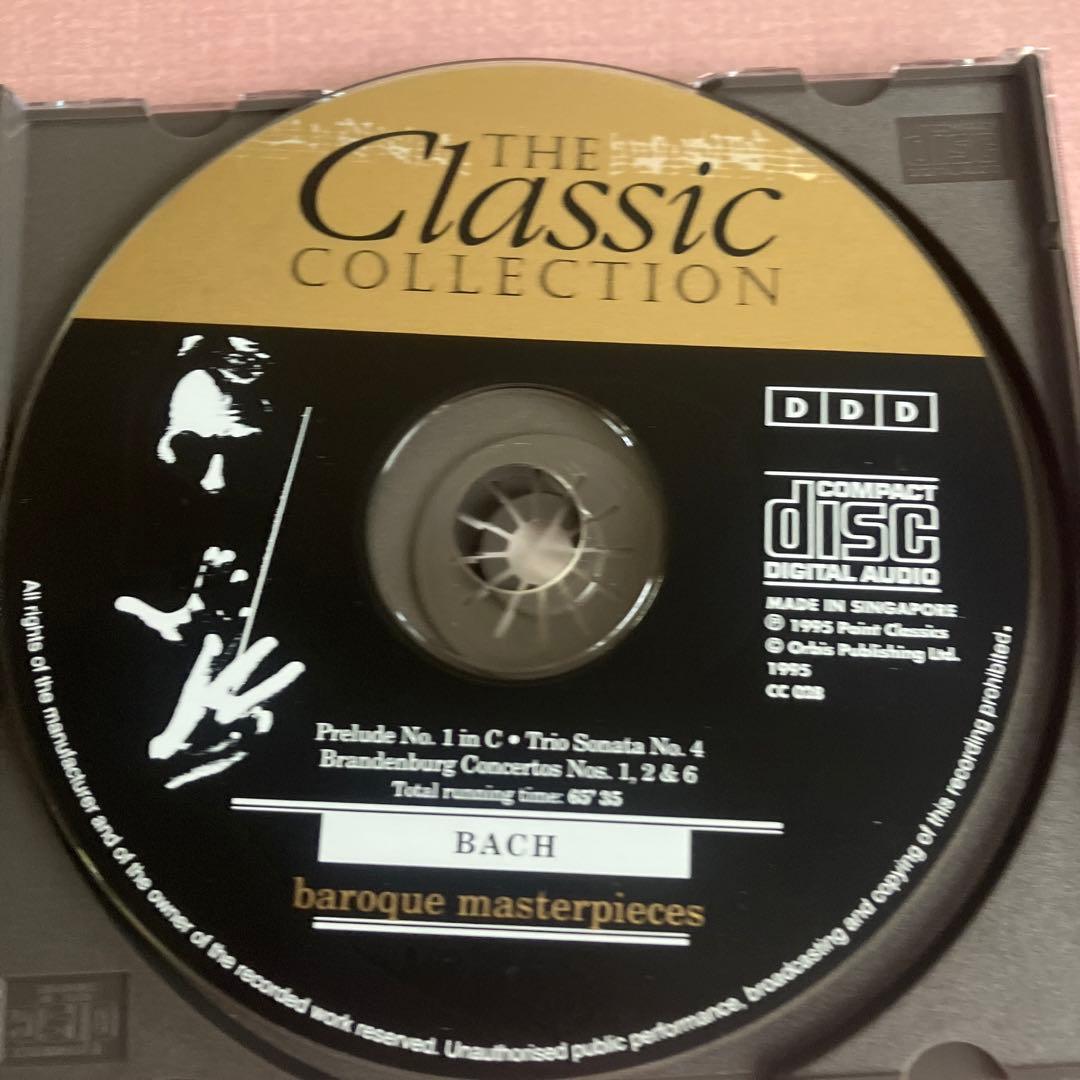 THE
Classic
COLLECTION
D D D
COMPACT
disc
DIGITAL AUDIO
MADE IN SINGAPORE
℗ 1995 Point Classics
© Orbis Publishing Ltd.
1995
CC 028
Prelude No. 1 in C • Trio Sonata No. 4
Brandenburg Concertos Nos. 1, 2 & 6
Total running time: 65' 35
BACH
baroque masterpieces
All rights of the manufacturer and of the owner of the recorded work reserved. Unauthorised public performance, broadcasting and copying of this recording prohibited.